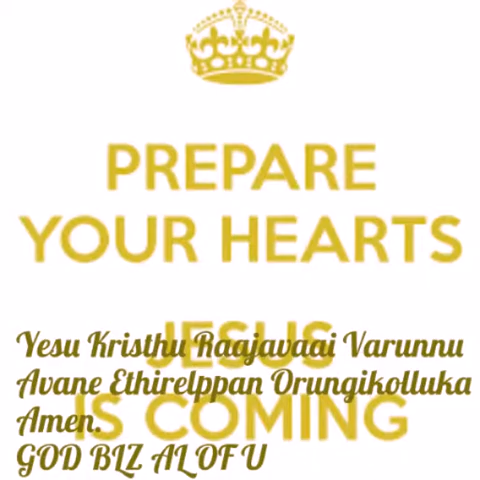 PREPARE
YOUR HEARTS
JESUS
Yesu Kristhu Raajavaai Varunnu
Avane Ethirelppan Orungikolluka
IS COMING
Amen.
GOD BLZ AL OF U